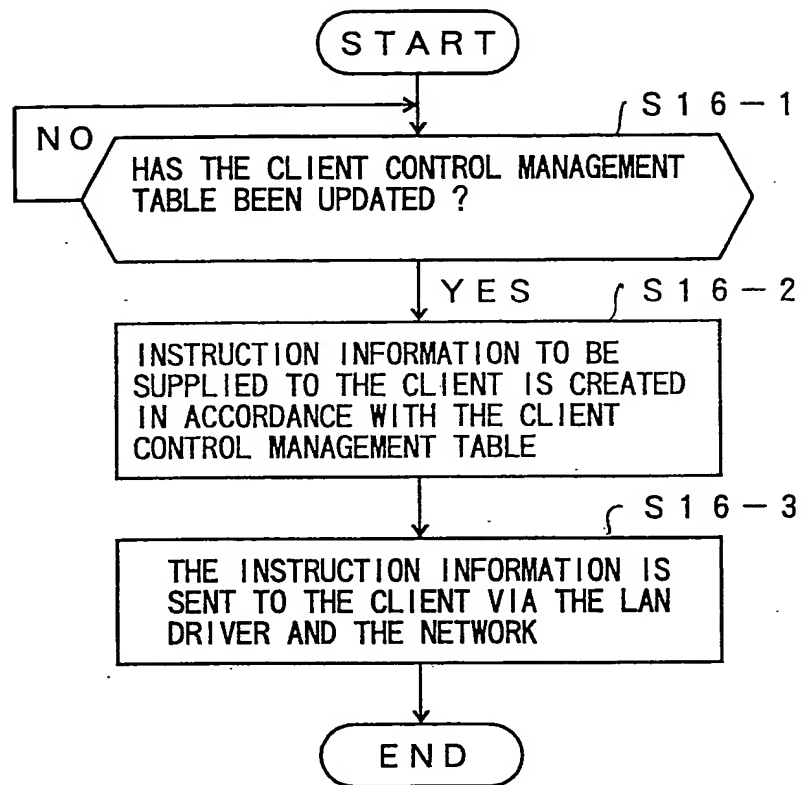 START
S16-1
NO
HAS THE CLIENT CONTROL MANAGEMENT
TABLE BEEN UPDATED ?
YES
S16-2
INSTRUCTION INFORMATION TO BE
SUPPLIED TO THE CLIENT IS CREATED
IN ACCORDANCE WITH THE CLIENT
CONTROL MANAGEMENT TABLE
S16-3
THE INSTRUCTION INFORMATION IS
SENT TO THE CLIENT VIA THE LAN
DRIVER AND THE NETWORK
END